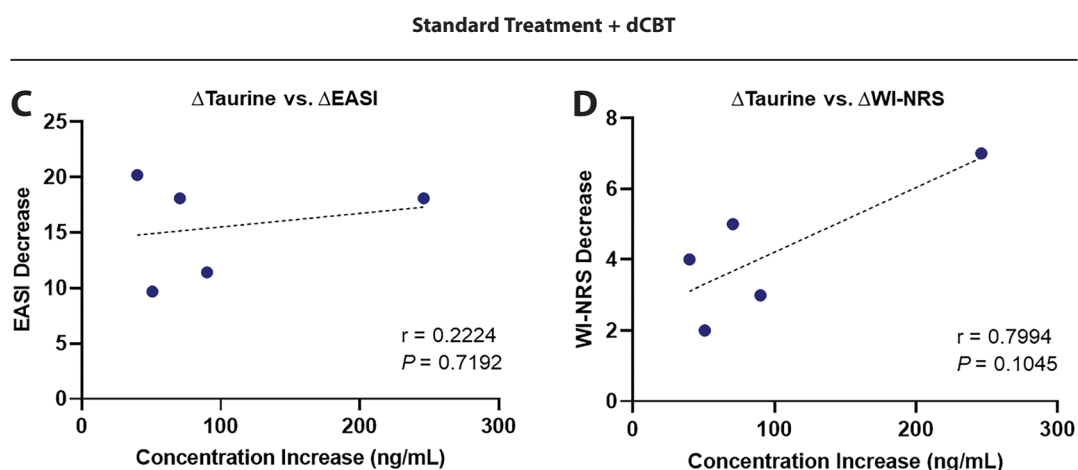 Standard Treatment + dCBT
C
ΔTaurine vs. ΔEASI
EASI Decrease
25
20
15
10
5
0
0 100 200 300
r = 0.2224
P = 0.7192
Concentration Increase (ng/mL)
D
ΔTaurine vs. ΔWI-NRS
WI-NRS Decrease
8
6
4
2
0
0 100 200 300
r = 0.7994
P = 0.1045
Concentration Increase (ng/mL)